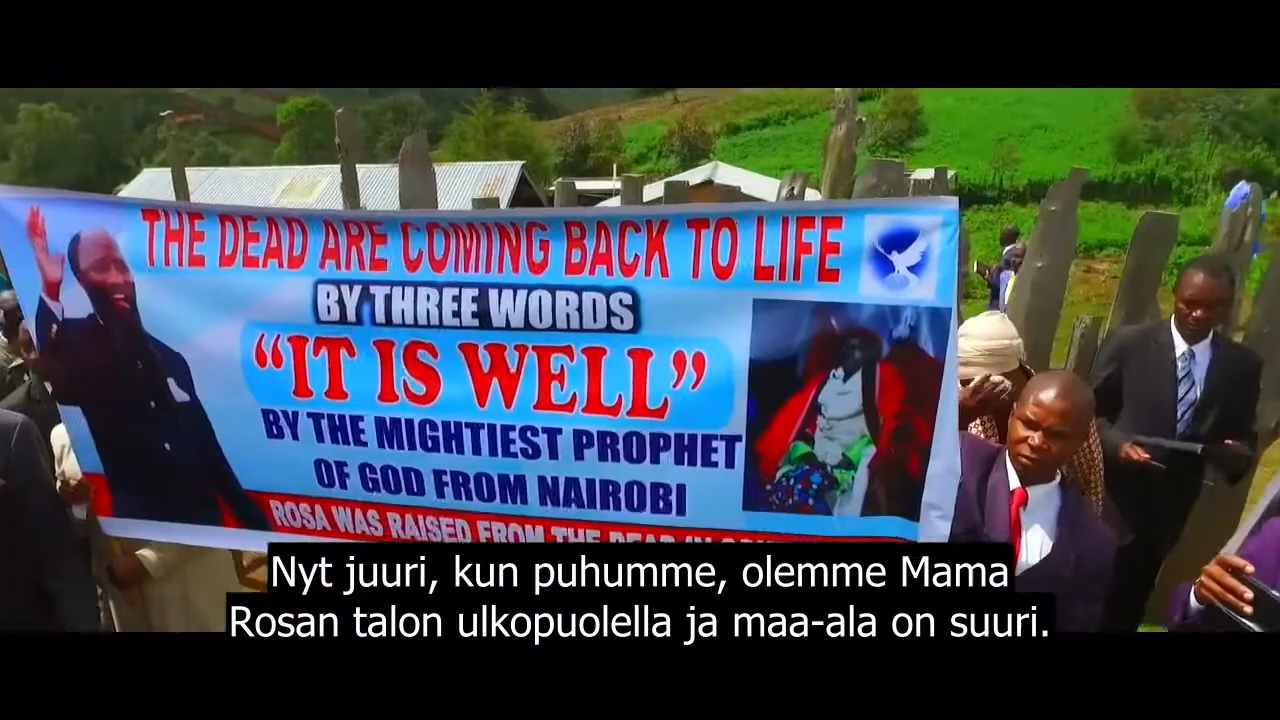 THE DEAD ARE COMING BACK TO LIFE
BY THREE WORDS
“IT IS WELL”
BY THE MIGHTIEST PROPHET
OF GOD FROM NAIROBI
ROSA WAS RAISED FROM THE DEAD IN
Nyt juuri, kun puhumme, olemme Mama
Rosan talon ulkopuolella ja maa-ala on suuri.